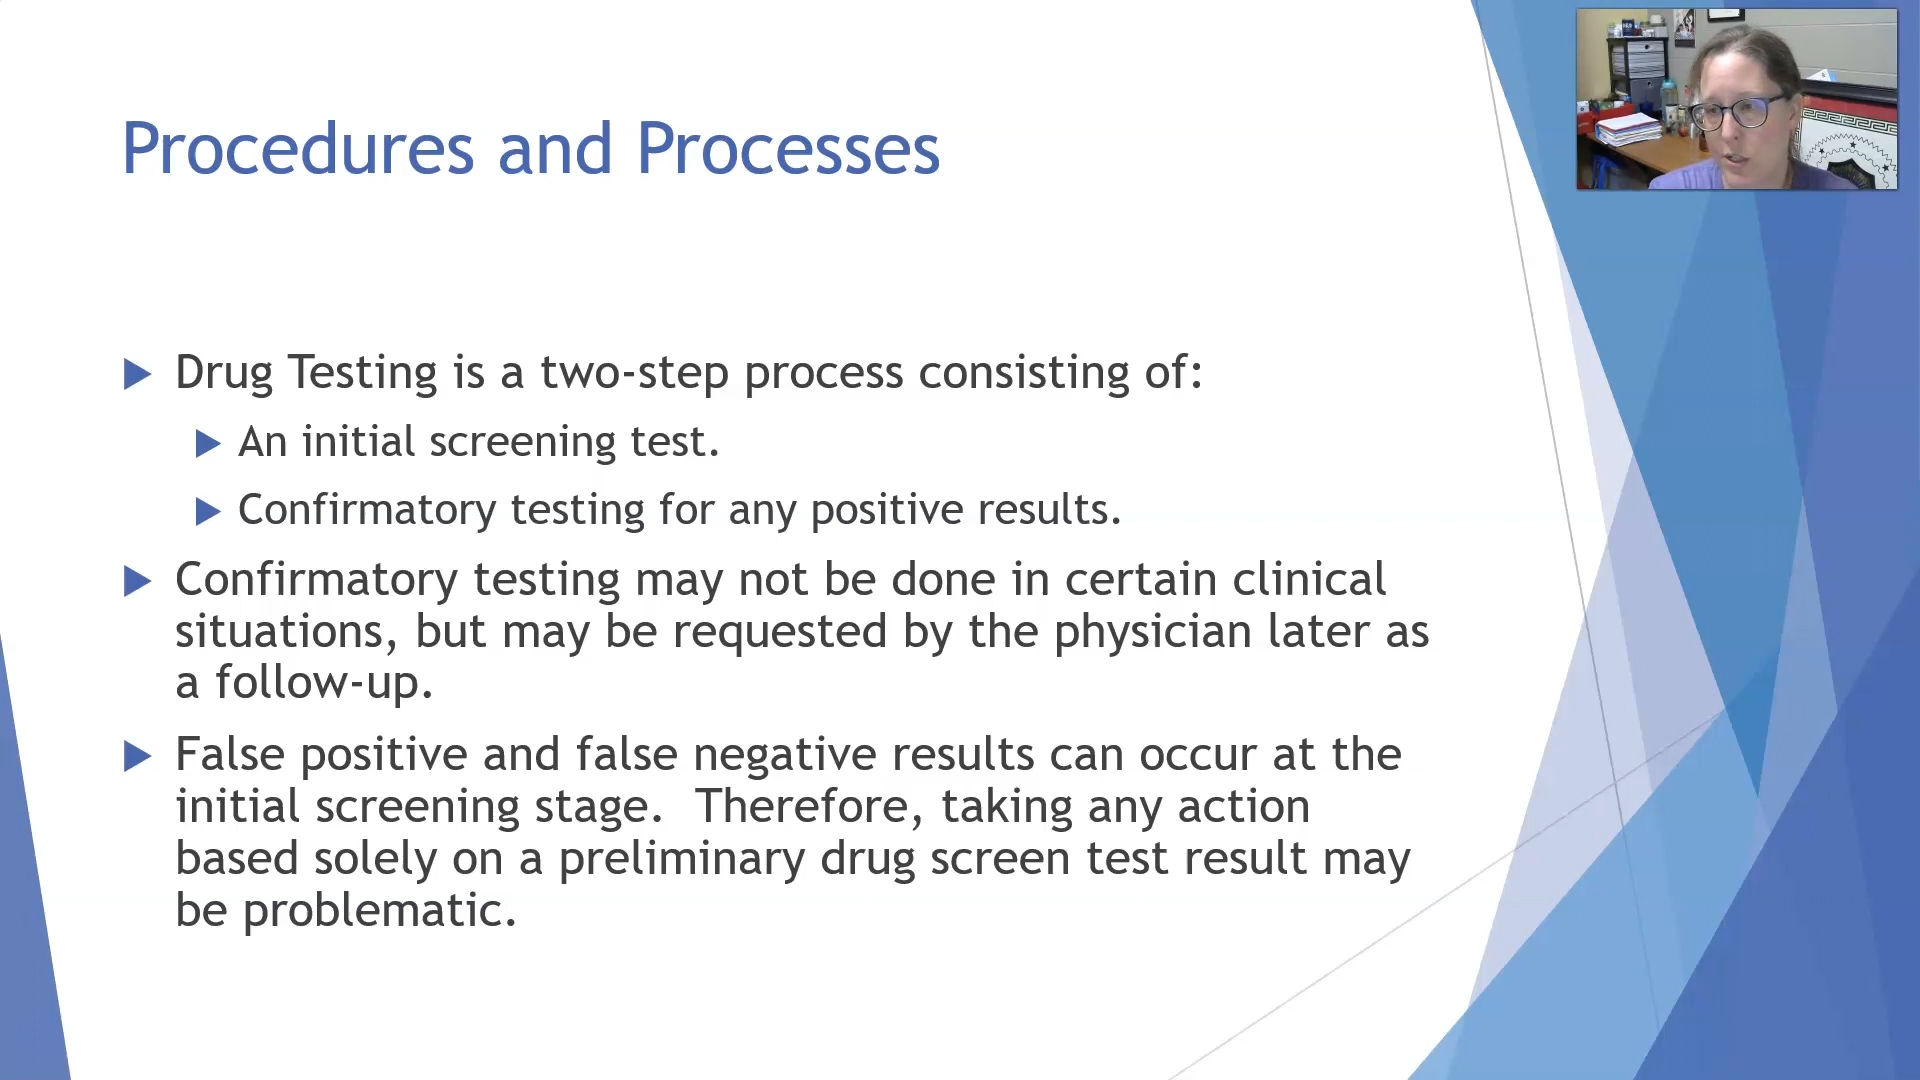 Procedures and Processes
Drug Testing is a two-step process consisting of:
An initial screening test.
Confirmatory testing for any positive results.
Confirmatory testing may not be done in certain clinical
situations, but may be requested by the physician later as
a follow-up.
False positive and false negative results can occur at the
initial screening stage.  Therefore, taking any action
based solely on a preliminary drug screen test result may
be problematic.